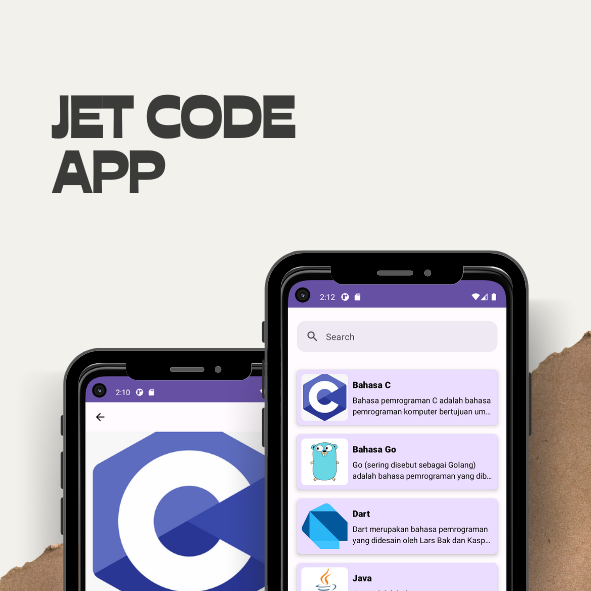 JET CODE
APP
2:12
Search
Bahasa C
Bahasa pemrograman C adalah bahasa
pemrograman komputer bertujuan um...
Bahasa Go
Go (sering disebut sebagai Golang)
adalah bahasa pemrograman yang dib...
Dart
Dart merupakan bahasa pemrograman
yang didesain oleh Lars Bak dan Kasp...
Java
2:10
C